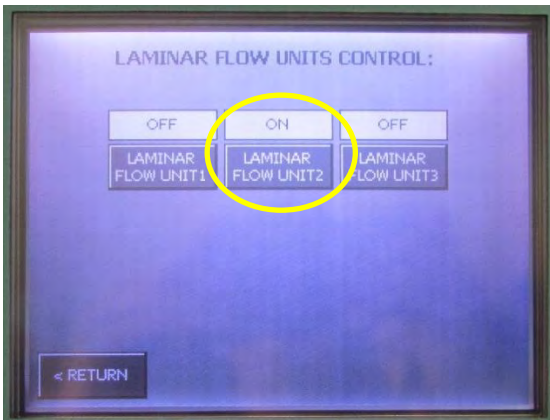 LAMINAR FLOW UNITS CONTROL:
OFF ON OFF
LAMINAR FLOW UNIT1
LAMINAR FLOW UNIT2
LAMINAR FLOW UNIT3
< RETURN